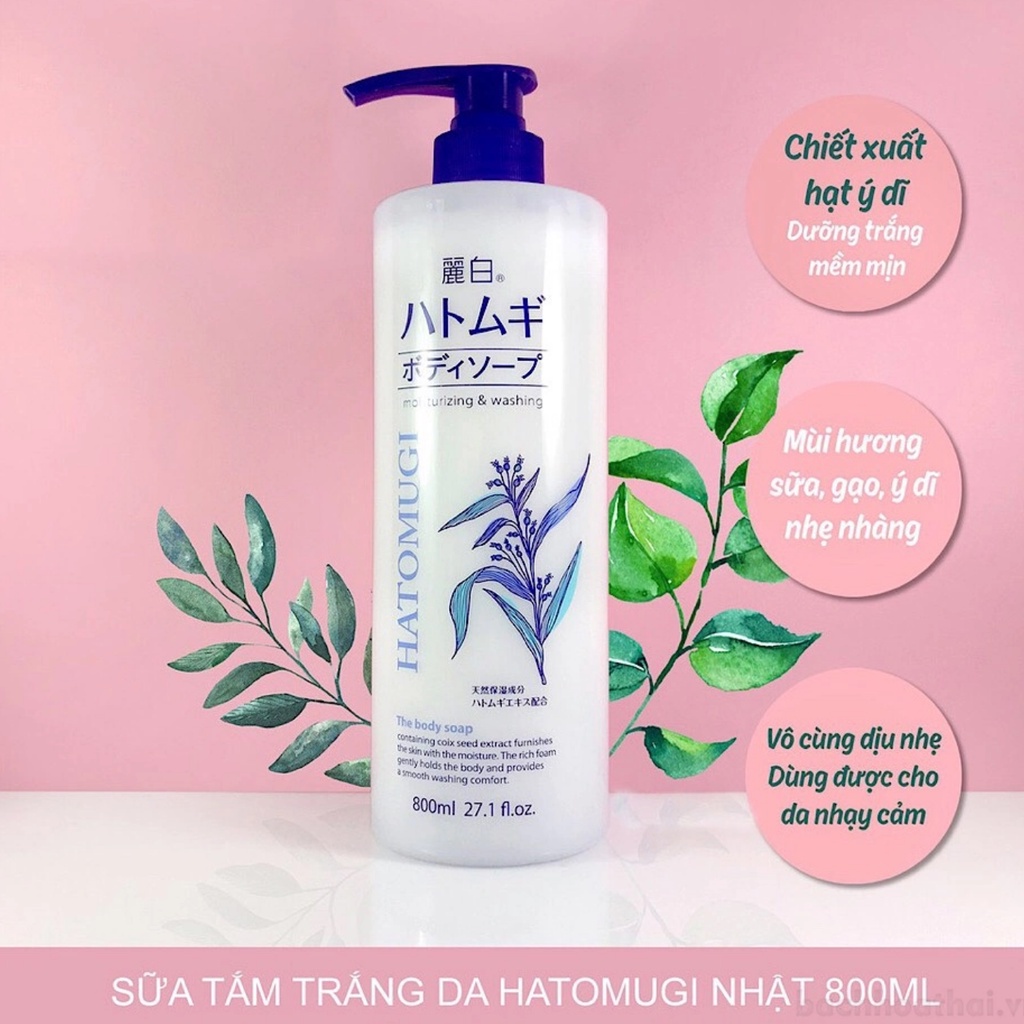 麗白®
ハトムギ
ボディソープ
moisturizing & washing
HATOMUGI
天然保湿成分
ハトムギエキス配合
The body soap
containing coix seed extract furnishes
the skin with the moisture. The rich foam
gently holds the body and provides
a smooth washing comfort.
800ml 27.1 fl.oz.
Chiết xuất
hạt ý dĩ
Dưỡng trắng
mềm mịn
Mùi hương
sữa, gạo, ý dĩ
nhẹ nhàng
Vô cùng dịu nhẹ
Dùng được cho
da nhạy cảm
SỮA TẮM TRẮNG DA HATOMUGI NHẬT 800ML
bachhoathai.v